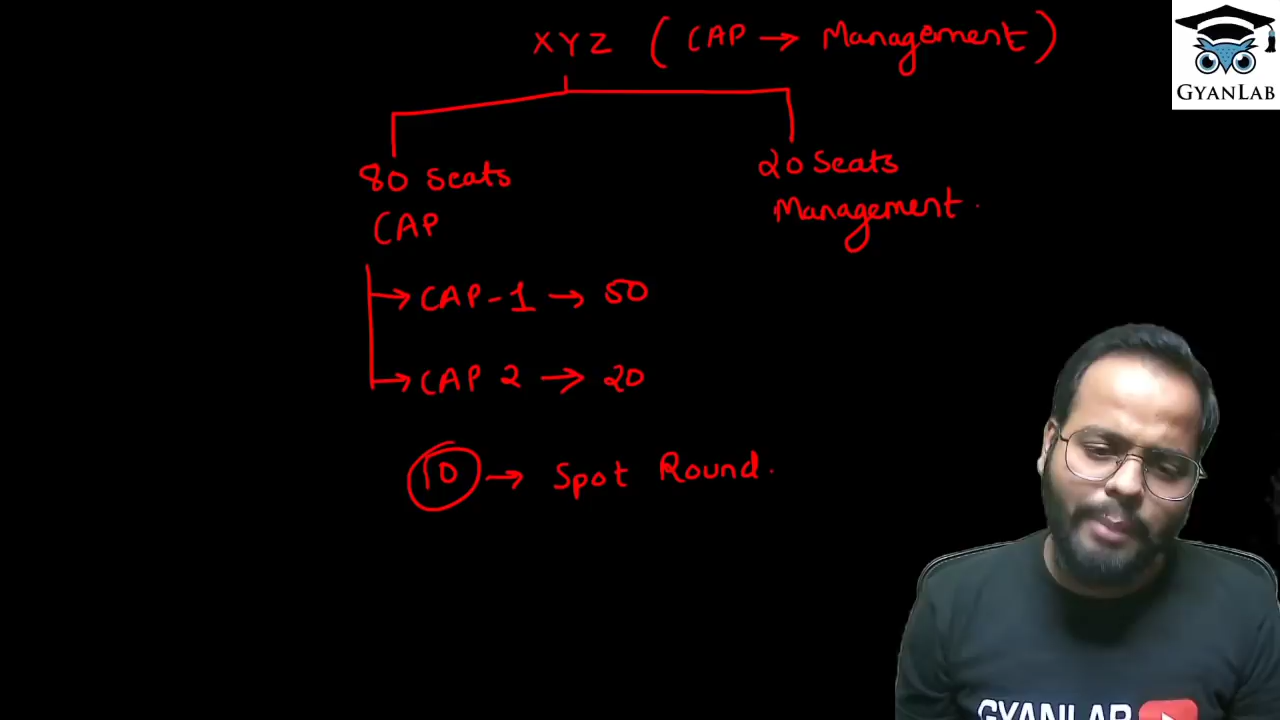 XYZ (CAP → Management)
80 Seats
CAP
20 Seats
Management.
→ CAP-1 → 50
→ CAP 2 → 20
10 → Spot Round.
GYANLAB
GYANLAB